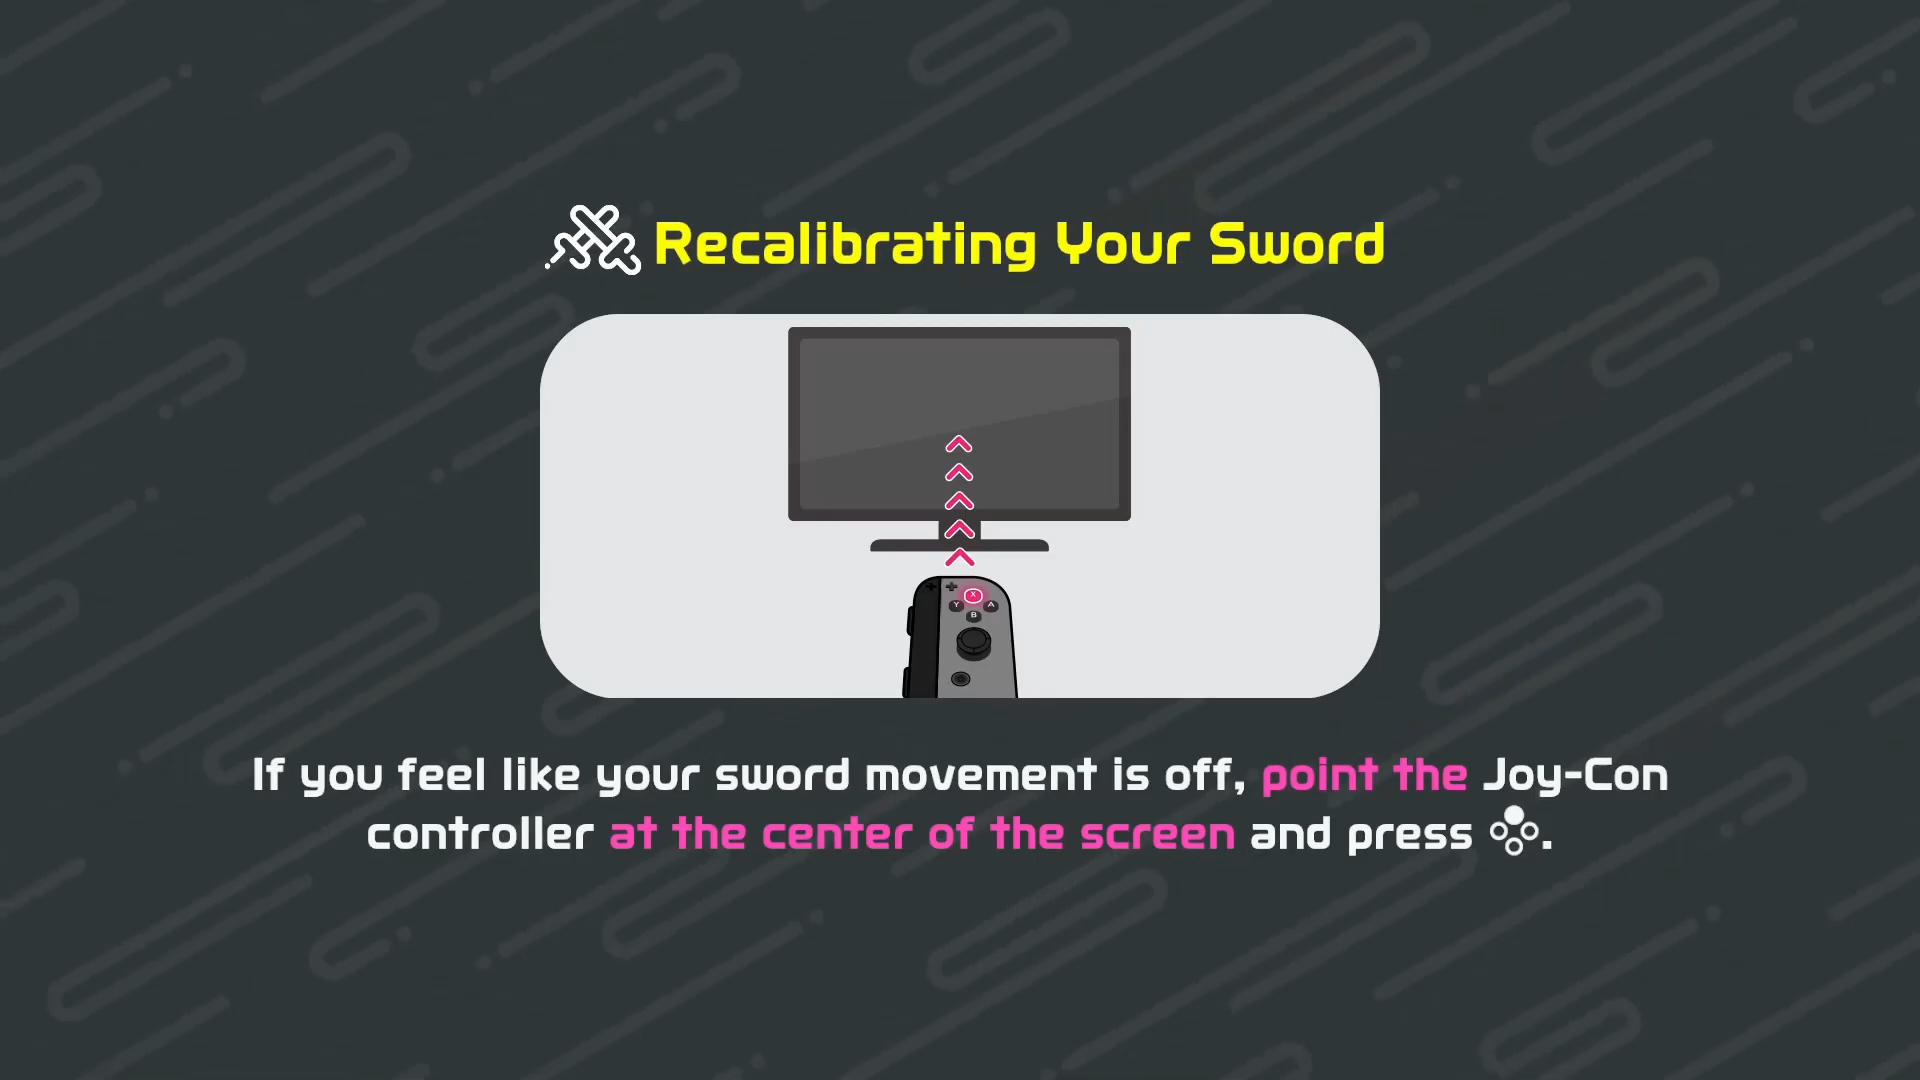 Recalibrating Your Sword
X
Y A
B
If you feel like your sword movement is off, point the Joy-Con
controller at the center of the screen and press .